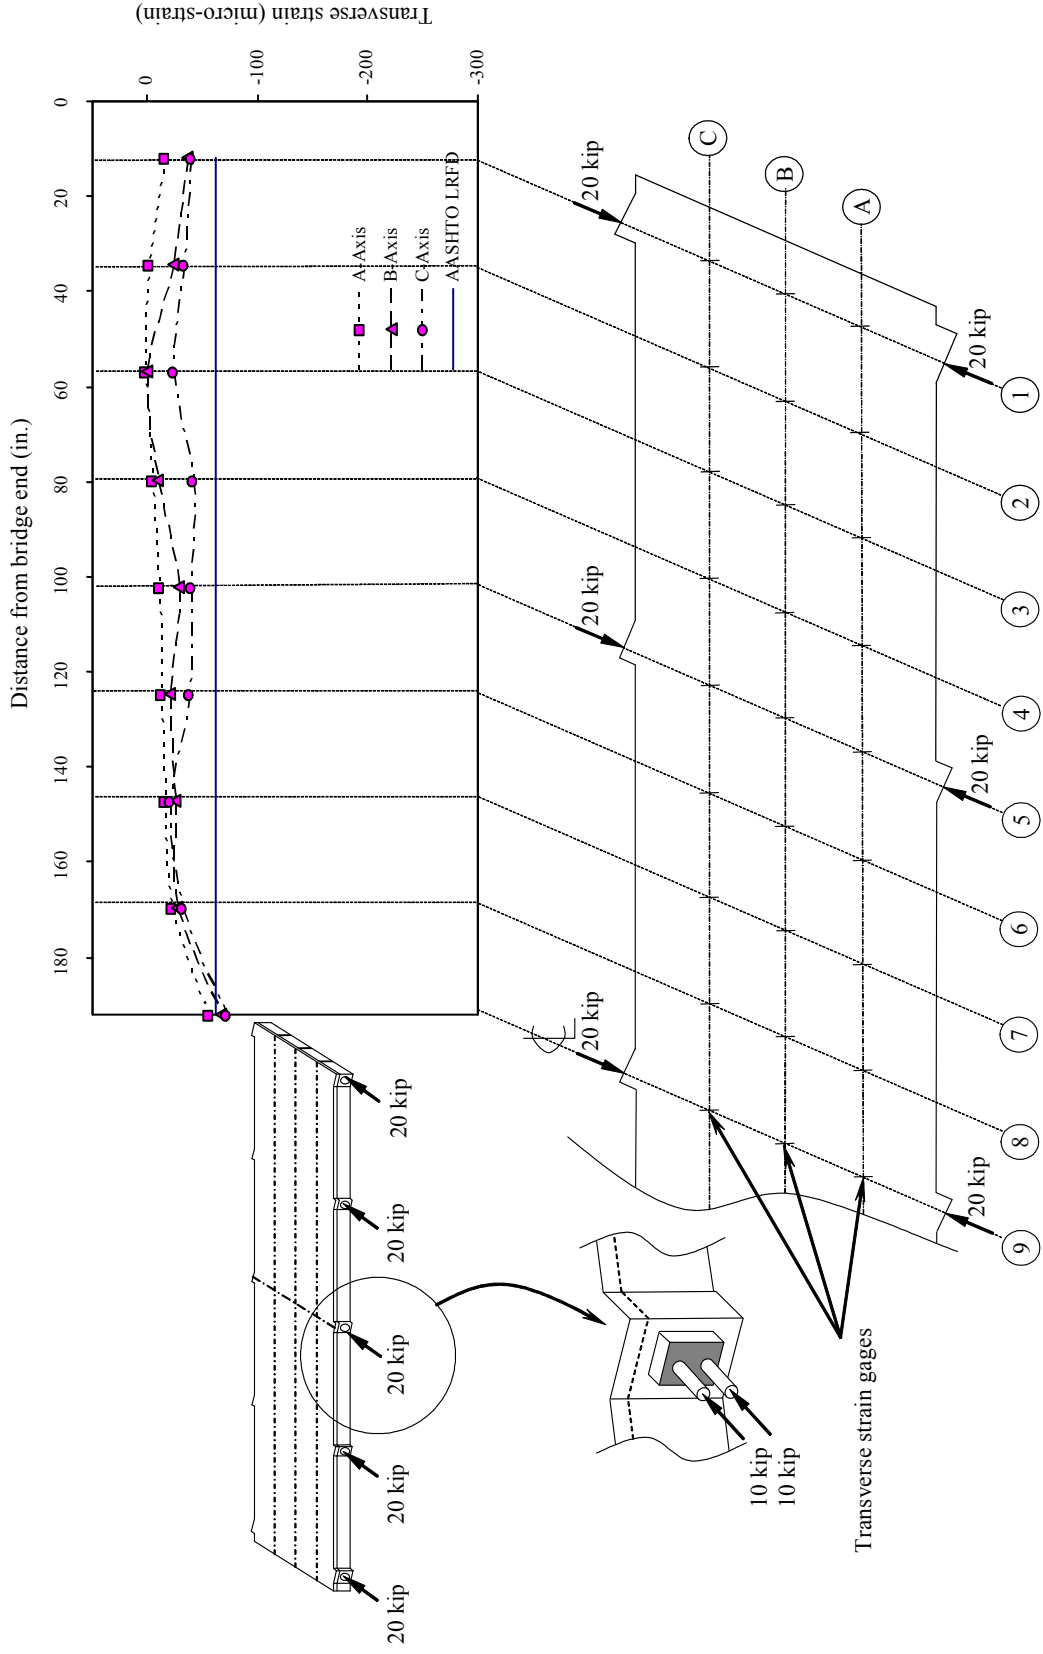 Distance from bridge end (in.)
0
20
40
60
80
100
120
140
160
180
Transverse strain (micro-strain)
0
-100
-200
-300
A-Axis
B-Axis
C-Axis
AASHTO LRFD
20 kip
20 kip
20 kip
20 kip
20 kip
20 kip
20 kip
20 kip
20 kip
20 kip
20 kip
C
B
A
1
2
3
4
5
6
7
8
9
10 kip
10 kip
Transverse strain gages